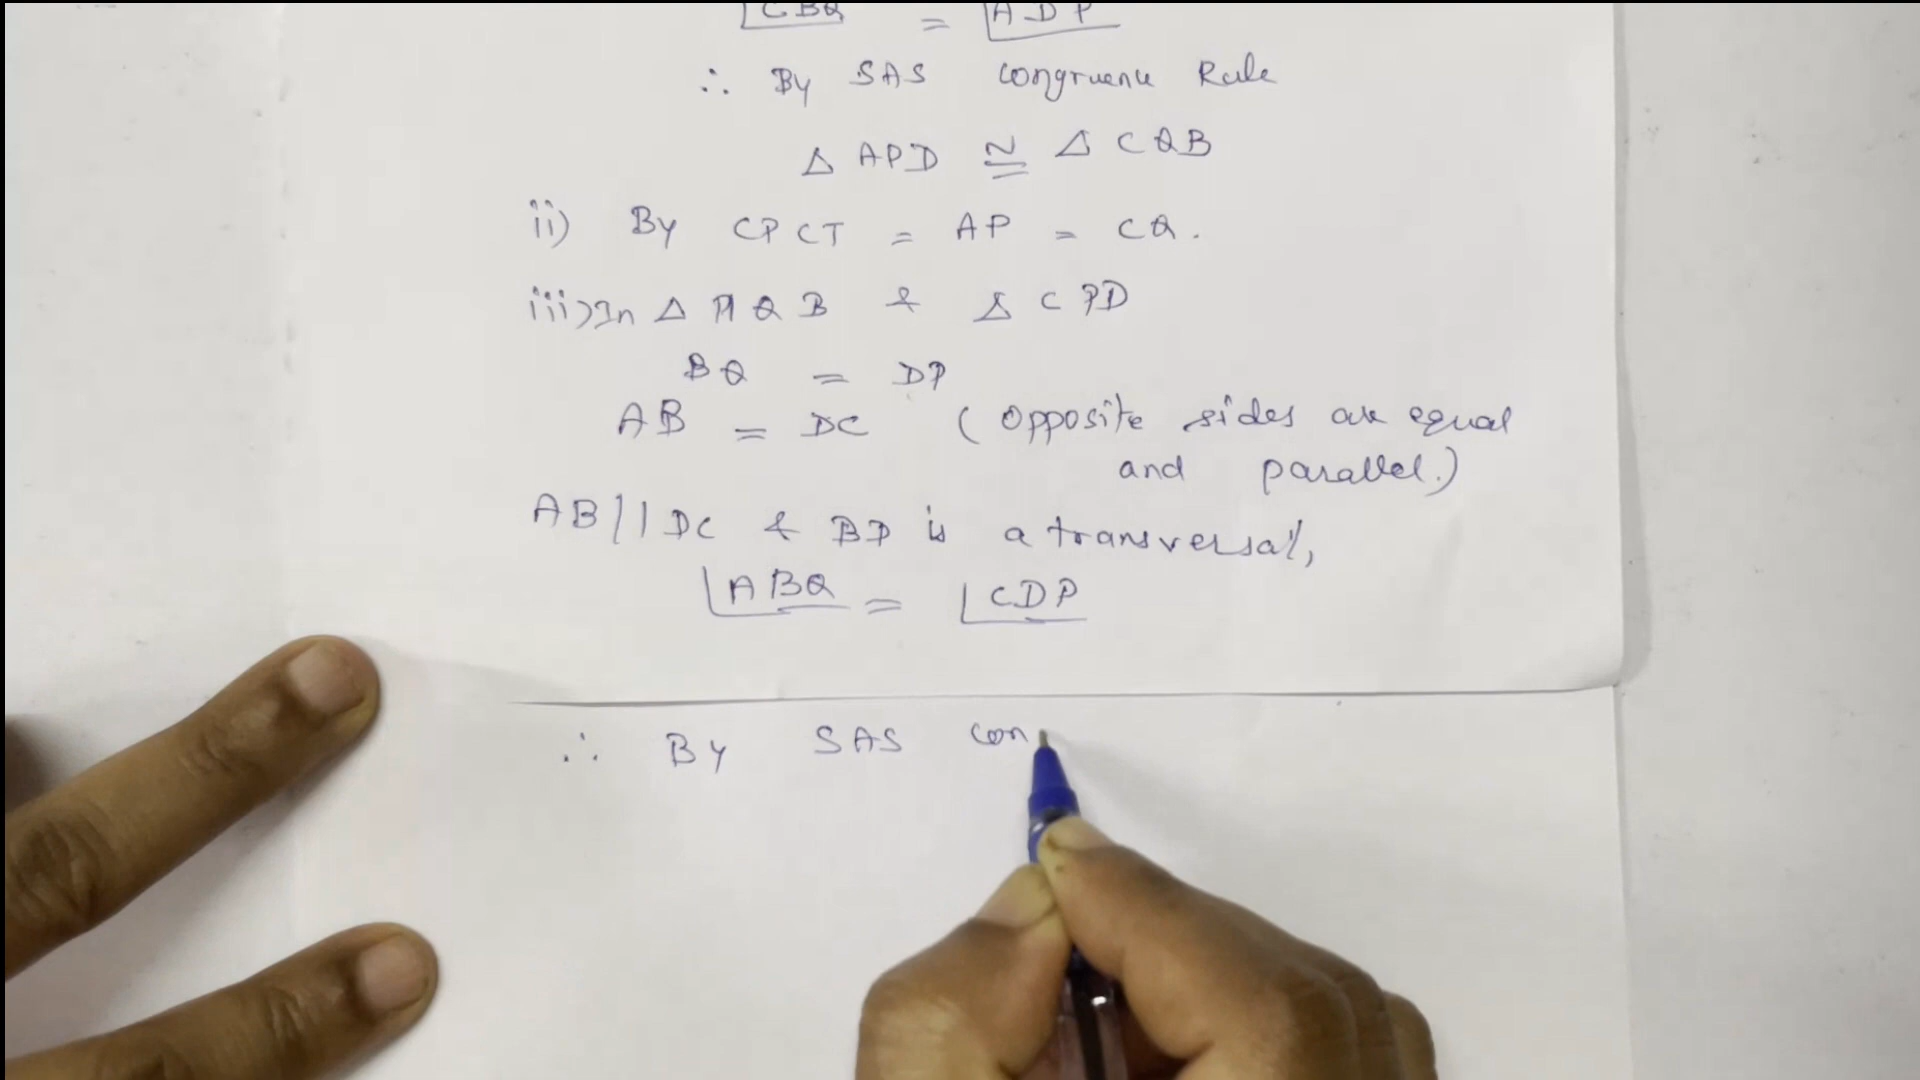 ∠CBQ = ∠ADP
∴ By SAS congruence Rule
△ APD ≅ △ CQB
ii) By CPCT = AP = CQ.
iii) In △ AQB & △ CPD
BQ = DP
AB = DC (opposite sides are equal
and parallel.)
AB || DC & BD is a transversal,
∠ABQ = ∠CDP
∴ By SAS con